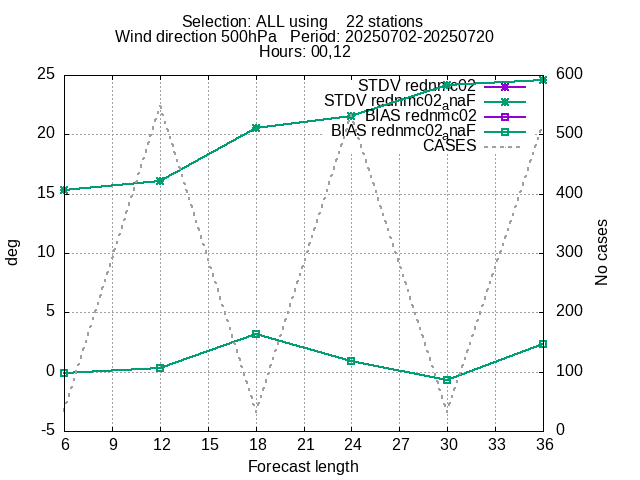 Selection: ALL using    22 stations
Wind direction 500hPa   Period: 20250702-20250720
Hours: 00,12
25 600
STDV rednmc02
STDV rednmc02_anaF
BIAS rednmc02
20 BIAS rednmc02_anaF 500
CASES
15 400
10 300
deg
No cases
5 200
0 100
-5 0
6 9 12 15 18 21 24 27 30 33 36
Forecast length